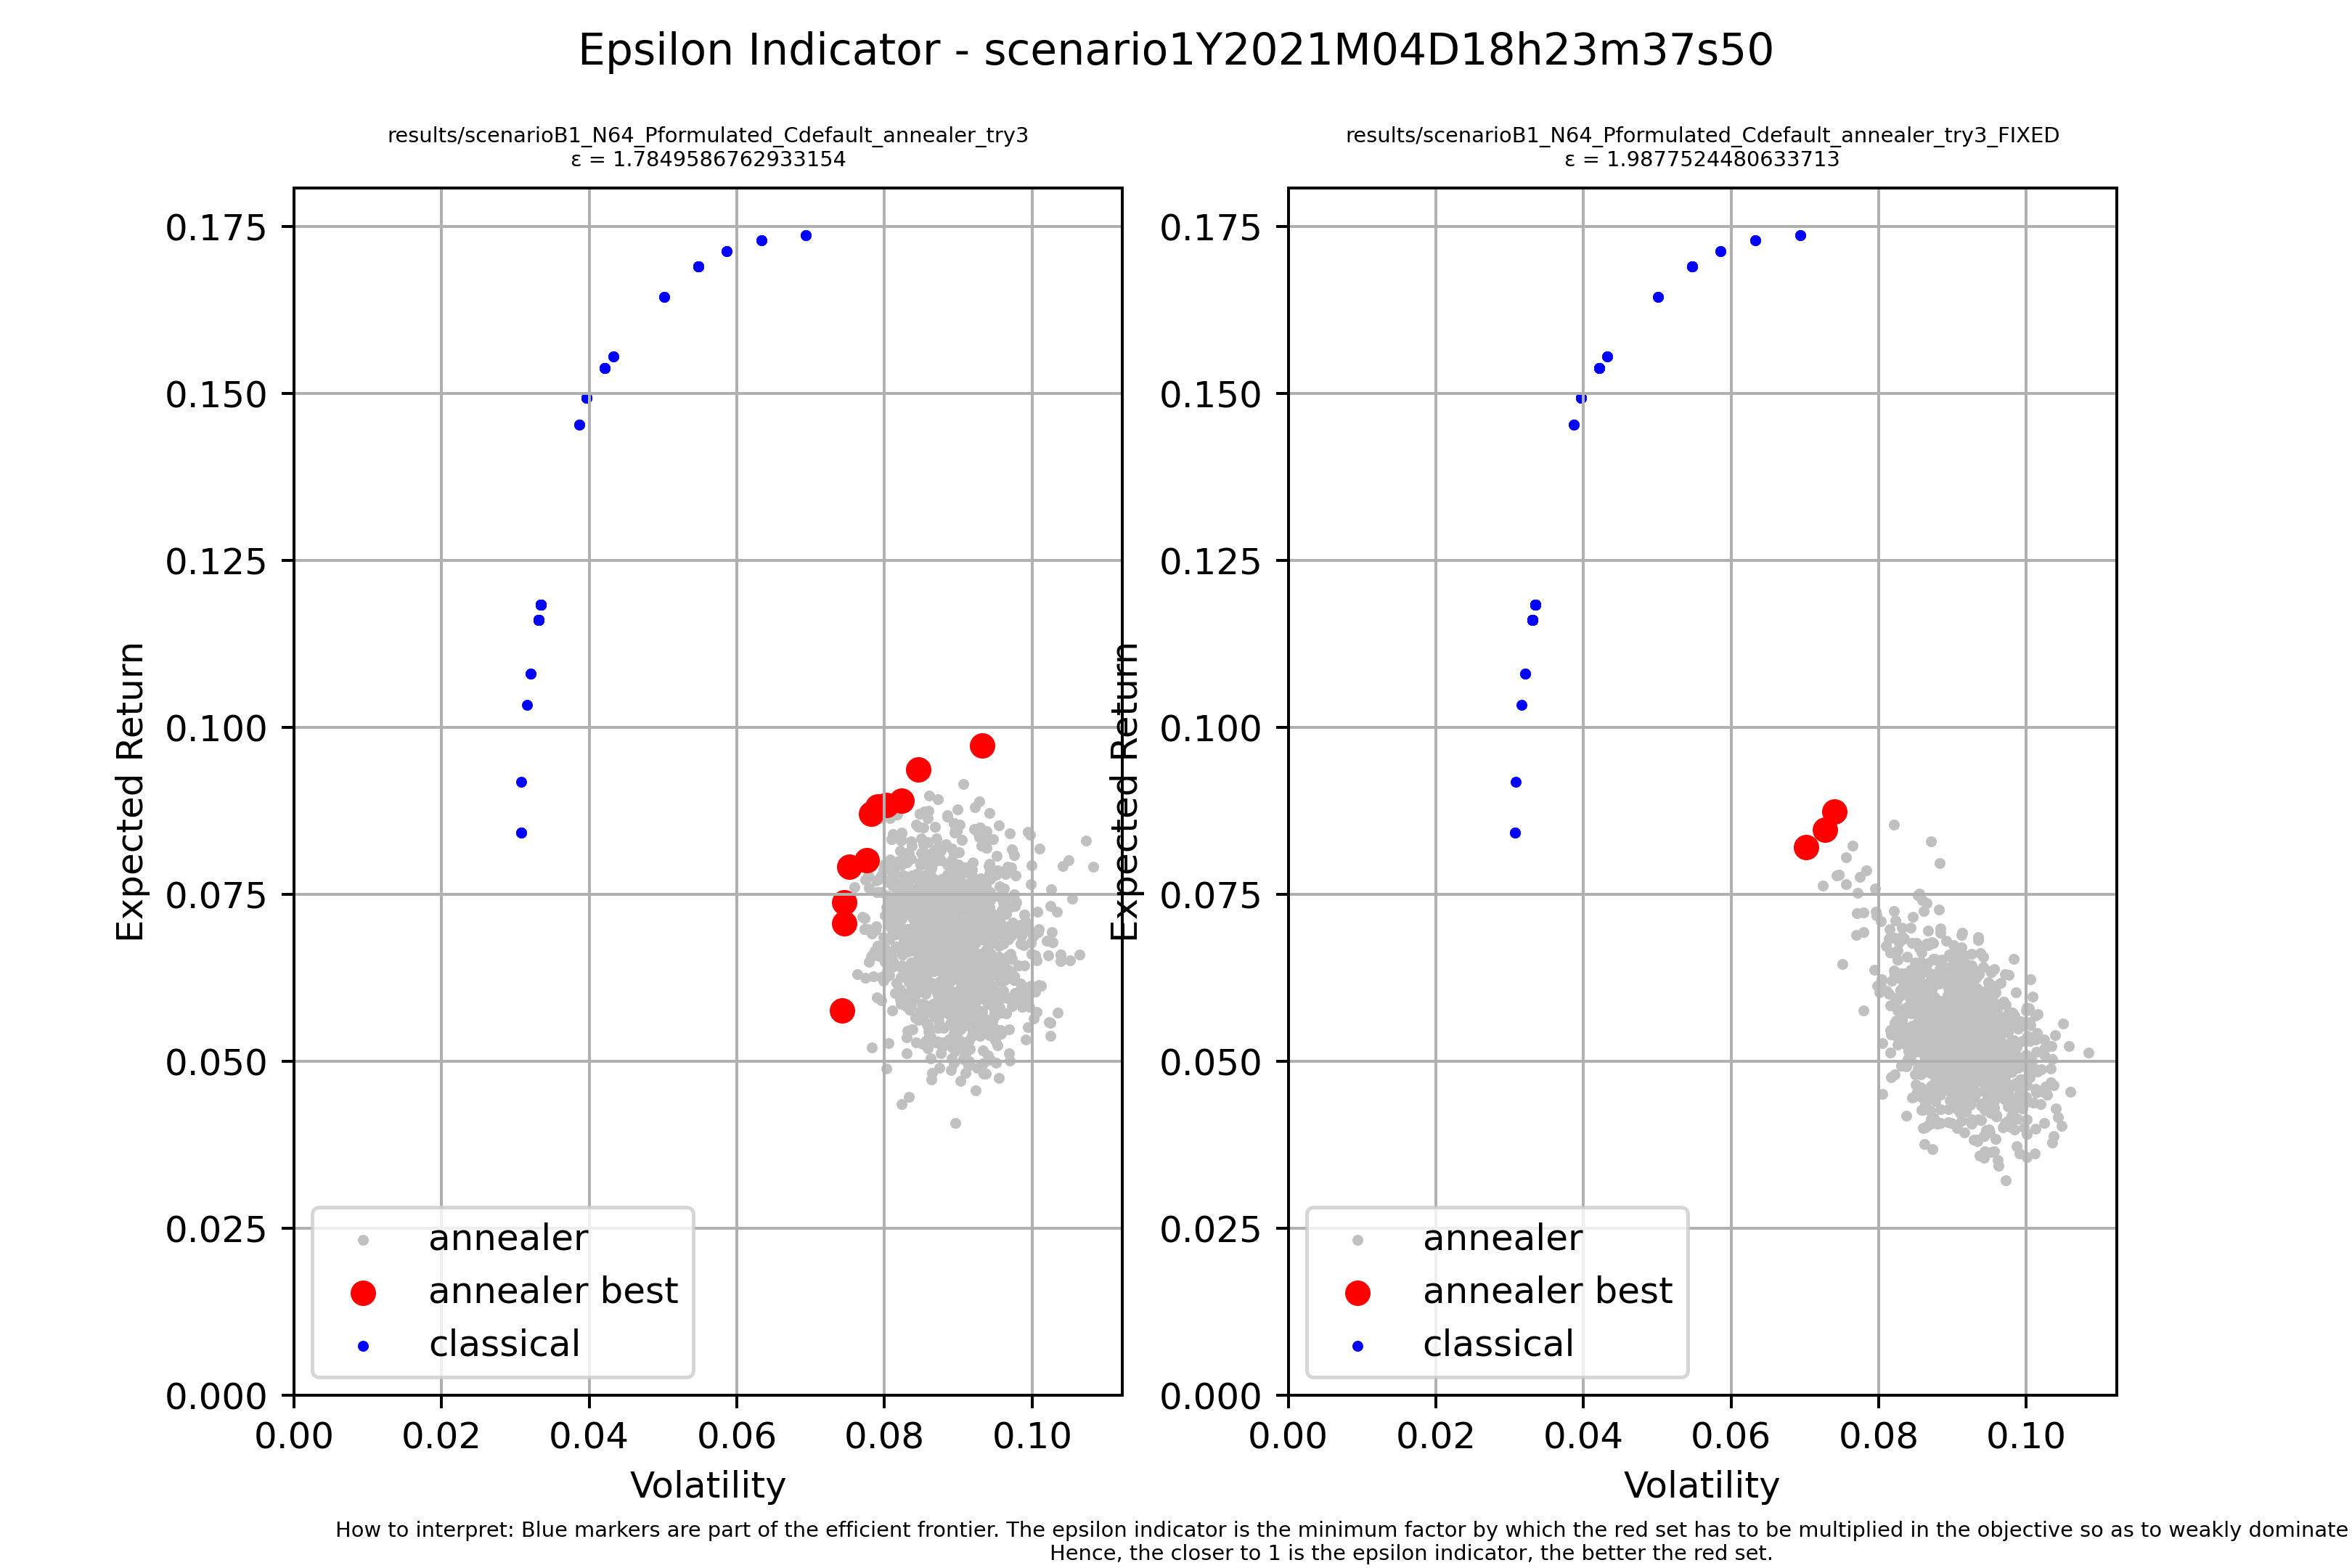 Epsilon Indicator - scenario1Y2021M04D18h23m37s50
results/scenarioB1_N64_Pformulated_Cdefault_annealer_try3
ε = 1.7849586762933154
0.175
0.150
0.125
0.100
0.075
0.050
0.025
0.000
Expected Return
annealer
annealer best
classical
0.00 0.02 0.04 0.06 0.08 0.10
Volatility
results/scenarioB1_N64_Pformulated_Cdefault_annealer_try3_FIXED
ε = 1.9877524480633713
0.175
0.150
0.125
0.100
0.075
0.050
0.025
0.000
Expected Return
annealer
annealer best
classical
0.00 0.02 0.04 0.06 0.08 0.10
Volatility
How to interpret: Blue markers are part of the efficient frontier. The epsilon indicator is the minimum factor by which the red set has to be multiplied in the objective so as to weakly dominate
Hence, the closer to 1 is the epsilon indicator, the better the red set.